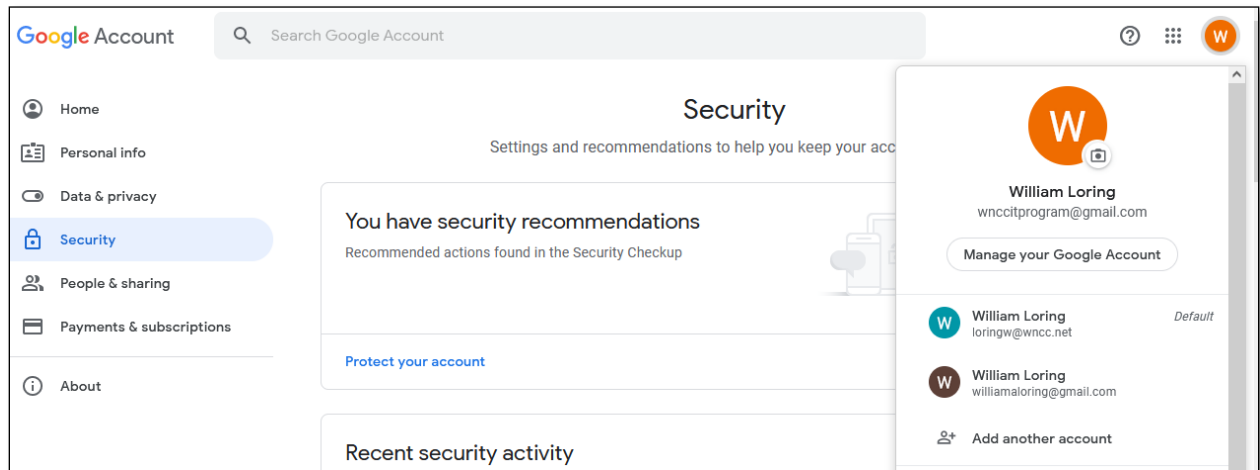 Google Account
Search Google Account
W
Home
Personal info
Data & privacy
Security
People & sharing
Payments & subscriptions
About
Security
Settings and recommendations to help you keep your acc
You have security recommendations
Recommended actions found in the Security Checkup
Protect your account
Recent security activity
W
William Loring
wnccitprogram@gmail.com
Manage your Google Account
W
William Loring Default
loringw@wncc.net
W
William Loring
williamaloring@gmail.com
Add another account